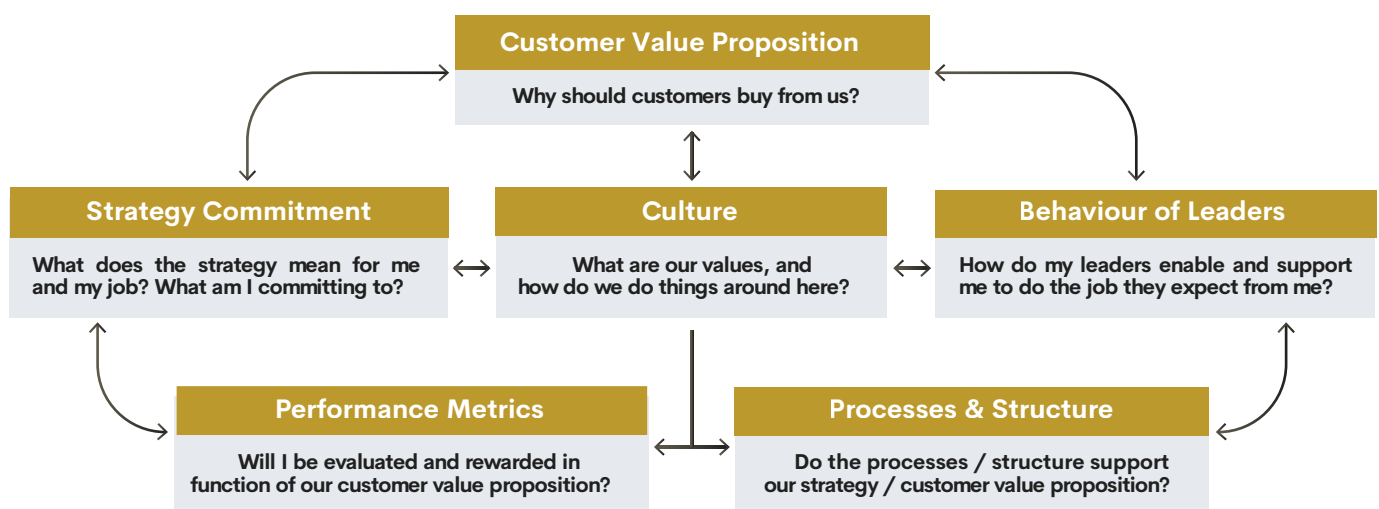 Customer Value Proposition
Why should customers buy from us?
Strategy Commitment
What does the strategy mean for me
and my job? What am I committing to?
Culture
What are our values, and
how do we do things around here?
Behaviour of Leaders
How do my leaders enable and support
me to do the job they expect from me?
Performance Metrics
Will I be evaluated and rewarded in
function of our customer value proposition?
Processes & Structure
Do the processes / structure support
our strategy / customer value proposition?